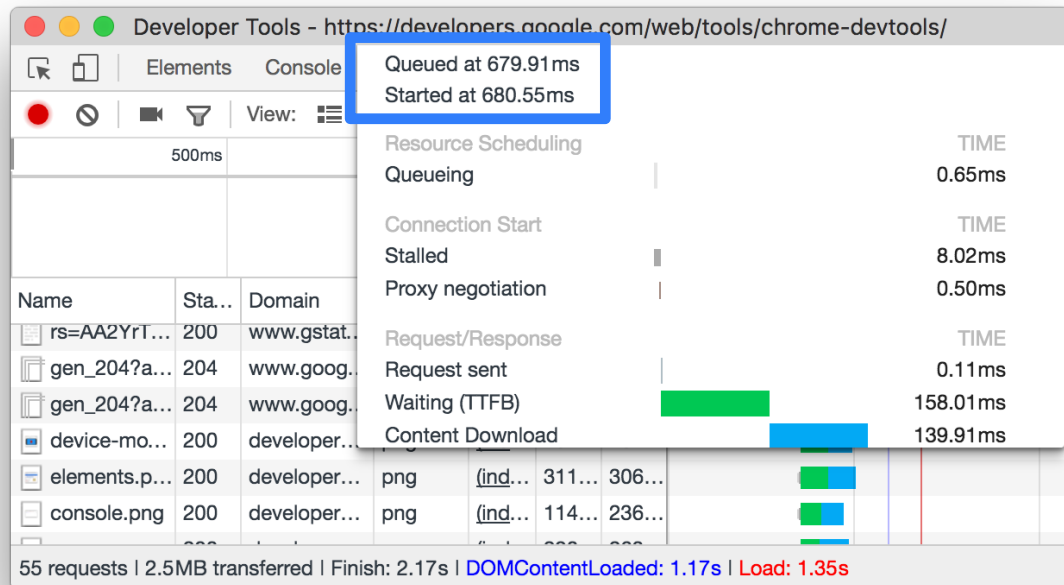 Developer Tools - https://developers.google.com/web/tools/chrome-devtools/
Elements Console
Queued at 679.91ms
Started at 680.55ms
View:
500ms
Resource Scheduling TIME
Queueing 0.65ms
Connection Start TIME
Stalled 8.02ms
Proxy negotiation 0.50ms
Request/Response TIME
Request sent 0.11ms
Waiting (TTFB) 158.01ms
Content Download 139.91ms
Name Sta... Domain
rs=AA2YrT... 200 www.gstat..
gen_204?a... 204 www.goog.
gen_204?a... 204 www.goog.
device-mo... 200 developer...
elements.p... 200 developer... png (ind... 311... 306...
console.png 200 developer... png (ind... 114... 236...
55 requests | 2.5MB transferred | Finish: 2.17s | DOMContentLoaded: 1.17s | Load: 1.35s